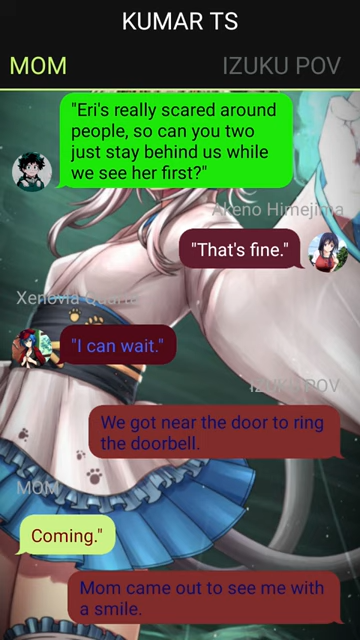 KUMAR TS
MOM
IZUKU POV
"Eri's really scared around
people, so can you two
just stay behind us while
we see her first?"
Akeno Himejima
"That's fine."
Xenovia Quarta
"I can wait."
IZUKU POV
We got near the door to ring
the doorbell.
MOM
Coming."
Mom came out to see me with
a smile.